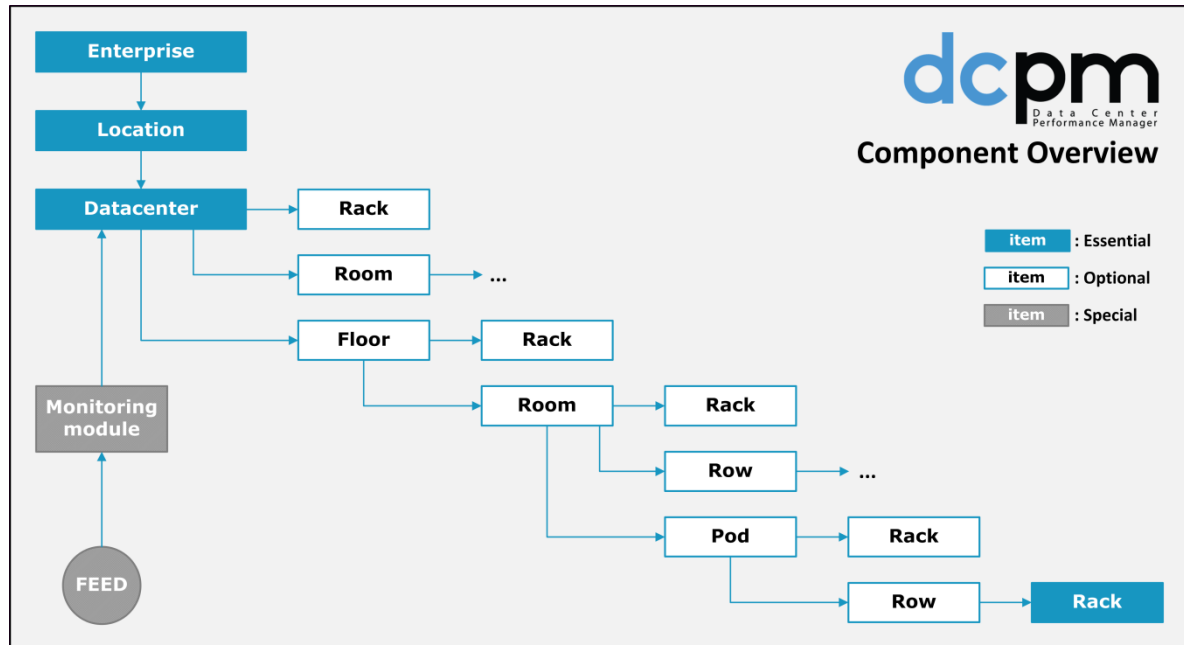 Enterprise
dcpm
Data Center
Performance Manager
Component Overview
Location
Datacenter
Rack
item : Essential
Room
...
item : Optional
item : Special
Floor
Rack
Monitoring
module
Room
Rack
Row
...
Pod
Rack
FEED
Row
Rack